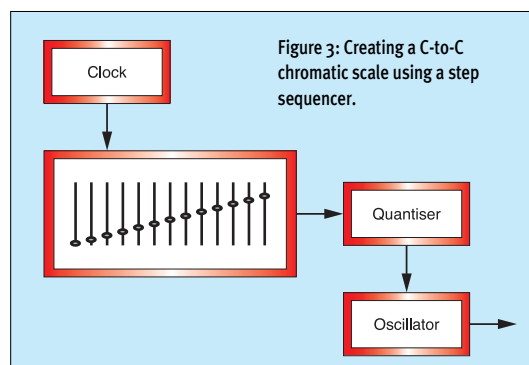 Clock
Figure 3: Creating a C-to-C
chromatic scale using a step
sequencer.
Quantiser
Oscillator